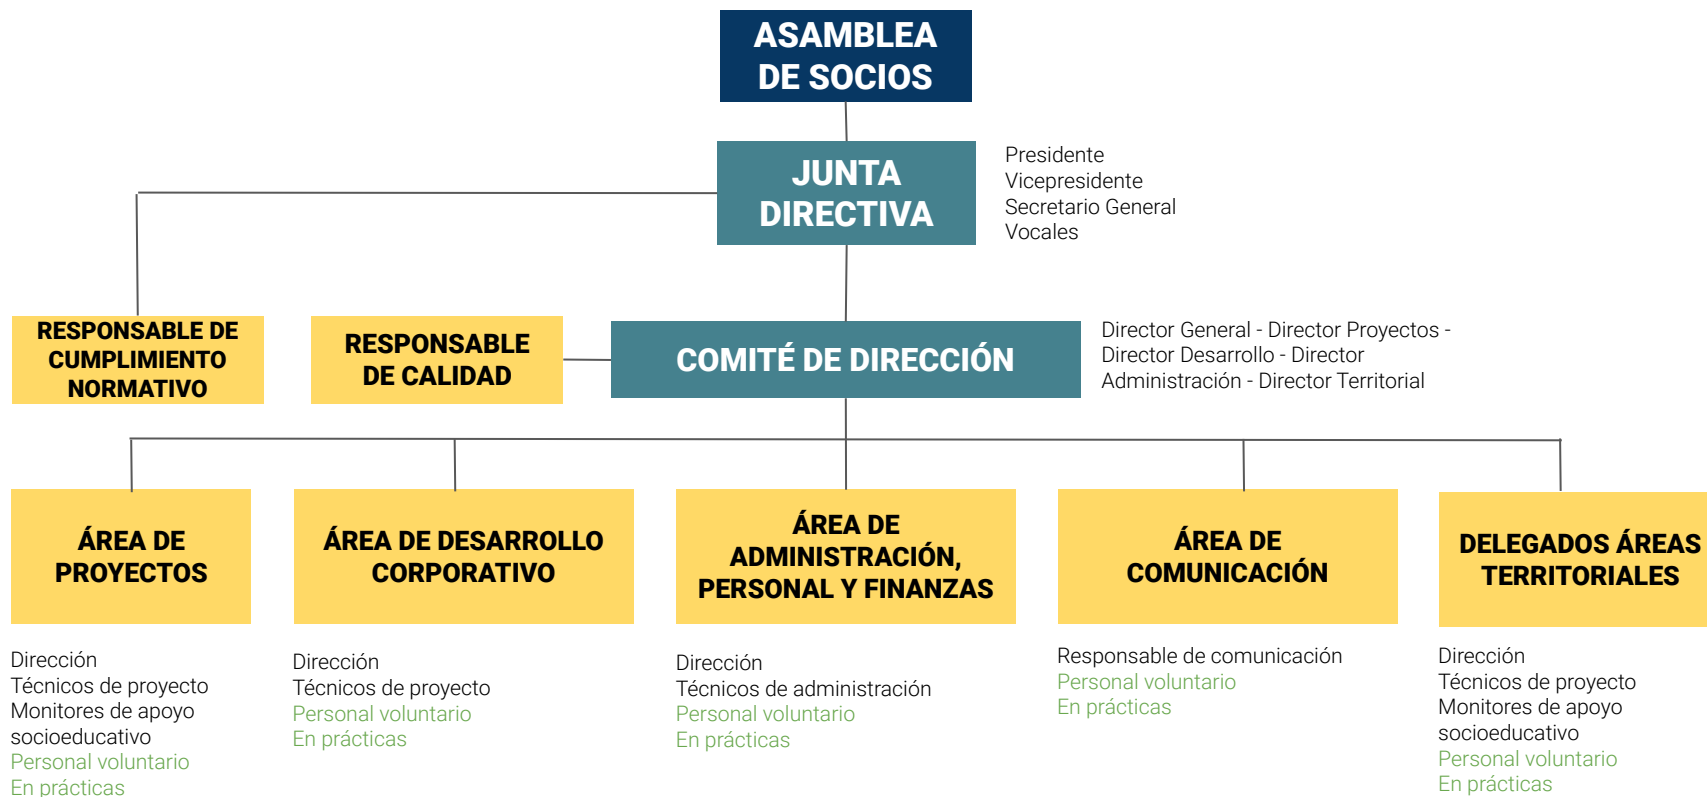 ASAMBLEA
DE SOCIOS
JUNTA
DIRECTIVA
Presidente
Vicepresidente
Secretario General
Vocales
RESPONSABLE DE
CUMPLIMIENTO
NORMATIVO
RESPONSABLE
DE CALIDAD
COMITÉ DE DIRECCIÓN
Director General - Director Proyectos -
Director Desarrollo - Director
Administración - Director Territorial
ÁREA DE
PROYECTOS
ÁREA DE DESARROLLO
CORPORATIVO
ÁREA DE
ADMINISTRACIÓN,
PERSONAL Y FINANZAS
ÁREA DE
COMUNICACIÓN
DELEGADOS ÁREAS
TERRITORIALES
Dirección
Técnicos de proyecto
Monitores de apoyo
socioeducativo
Personal voluntario
En prácticas
Dirección
Técnicos de proyecto
Personal voluntario
En prácticas
Dirección
Técnicos de administración
Personal voluntario
En prácticas
Responsable de comunicación
Personal voluntario
En prácticas
Dirección
Técnicos de proyecto
Monitores de apoyo
socioeducativo
Personal voluntario
En prácticas